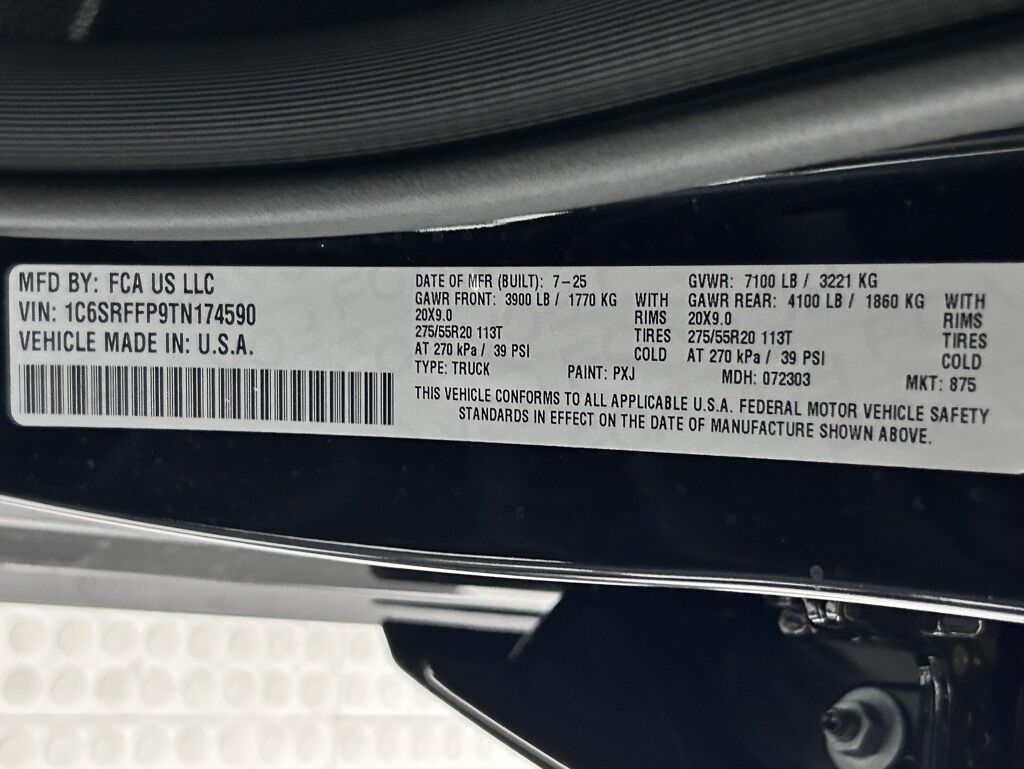 MFD BY: FCA US LLC
VIN: 1C6SRFFP9TN174590
VEHICLE MADE IN: U.S.A.
DATE OF MFR (BUILT): 7-25
GAWR FRONT: 3900 LB / 1770 KG WITH
20X9.0 RIMS
275/55R20 113T TIRES
AT 270 kPa / 39 PSI COLD
GVWR: 7100 LB / 3221 KG
GAWR REAR: 4100 LB / 1860 KG WITH
20X9.0 RIMS
275/55R20 113T TIRES
AT 270 kPa / 39 PSI COLD
TYPE: TRUCK PAINT: PXJ MDH: 072303 MKT: 875
THIS VEHICLE CONFORMS TO ALL APPLICABLE U.S.A. FEDERAL MOTOR VEHICLE SAFETY
STANDARDS IN EFFECT ON THE DATE OF MANUFACTURE SHOWN ABOVE.